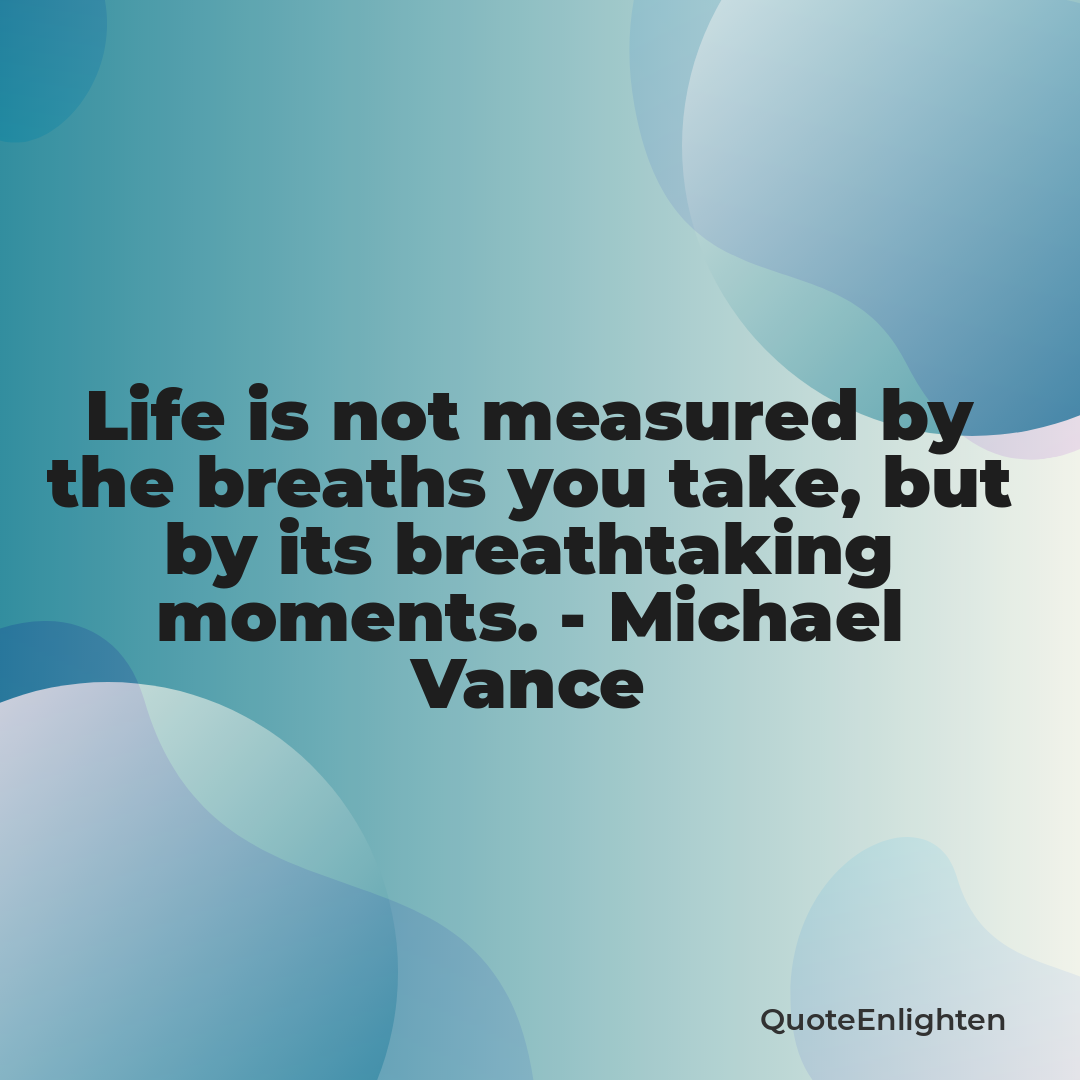 Life is not measured by
the breaths you take, but
by its breathtaking
moments. - Michael
Vance
QuoteEnlighten